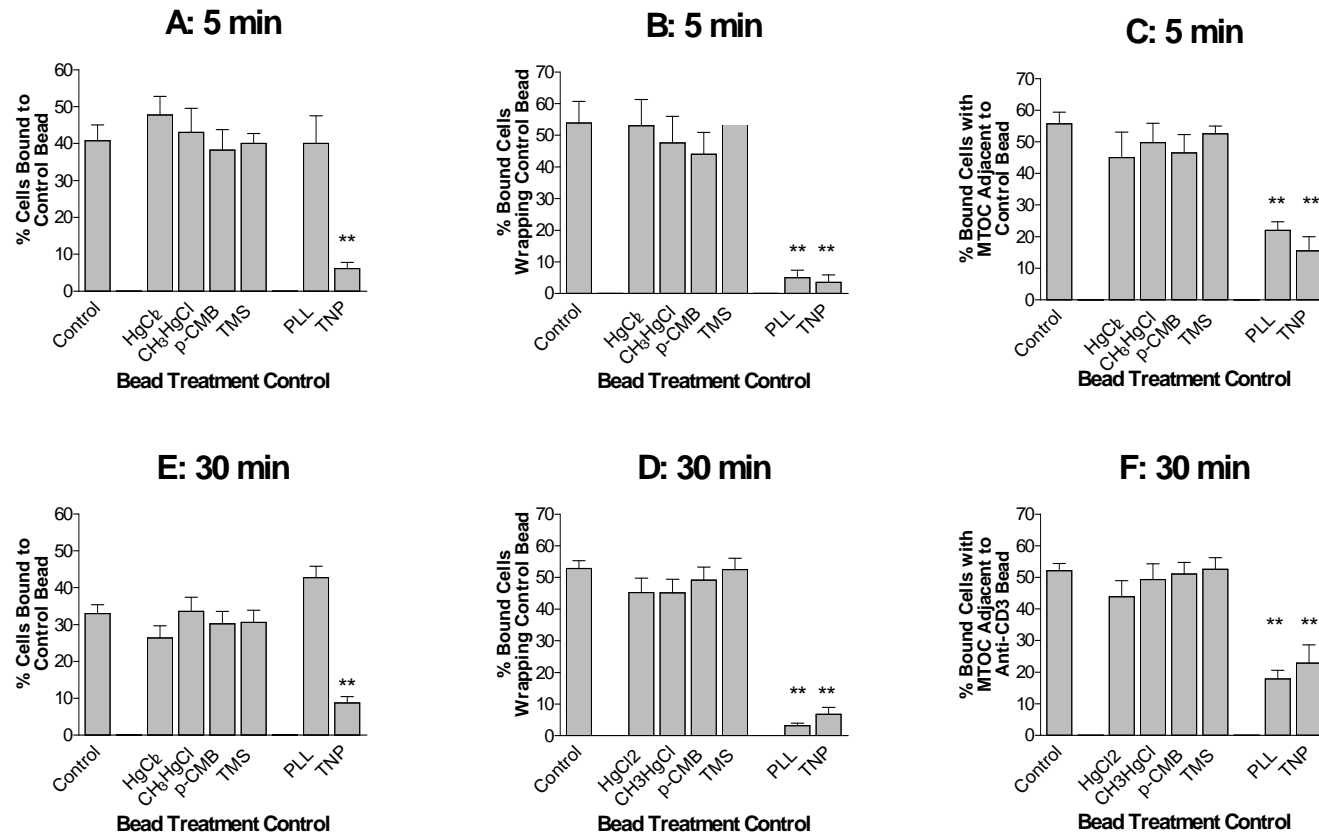 A: 5 min
% Cells Bound to
Control Bead
60
50
40
30
20
10
0
**
Control
HgCl2
CH3HgCl
p-CMB
TMS
PLL
TNP
Bead Treatment Control
B: 5 min
% Bound Cells
Wrapping Control Bead
70
60
50
40
30
20
10
0
** **
Control
HgCl2
CH3HgCl
p-CMB
TMS
PLL
TNP
Bead Treatment Control
C: 5 min
% Bound Cells with
MTOC Adjacent to
Control Bead
70
60
50
40
30
20
10
0
** **
Control
HgCl2
CH3HgCl
p-CMB
TMS
PLL
TNP
Bead Treatment Control
E: 30 min
% Cells Bound to
Control Bead
60
50
40
30
20
10
0
**
Control
HgCl2
CH3HgCl
p-CMB
TMS
PLL
TNP
Bead Treatment Control
D: 30 min
% Bound Cells
Wrapping Control Bead
70
60
50
40
30
20
10
0
** **
Control
HgCl2
CH3HgCl
p-CMB
TMS
PLL
TNP
Bead Treatment Control
F: 30 min
% Bound Cells with
MTOC Adjacent to
Anti-CD3 Bead
70
60
50
40
30
20
10
0
** **
Control
HgCl2
CH3HgCl
p-CMB
TMS
PLL
TNP
Bead Treatment Control